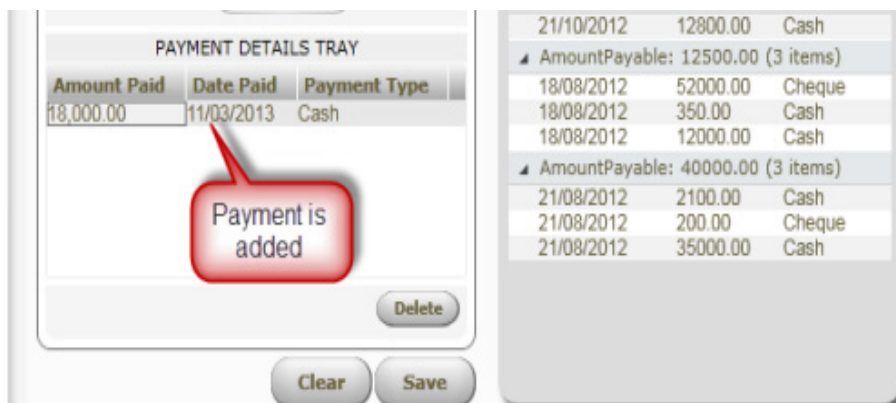 PAYMENT DETAILS TRAY
Amount Paid Date Paid Payment Type
18,000.00 11/03/2013 Cash
Payment is
added
Delete
Clear Save
21/10/2012 12800.00 Cash
AmountPayable: 12500.00 (3 items)
18/08/2012 52000.00 Cheque
18/08/2012 350.00 Cash
18/08/2012 12000.00 Cash
AmountPayable: 40000.00 (3 items)
21/08/2012 2100.00 Cash
21/08/2012 200.00 Cheque
21/08/2012 35000.00 Cash